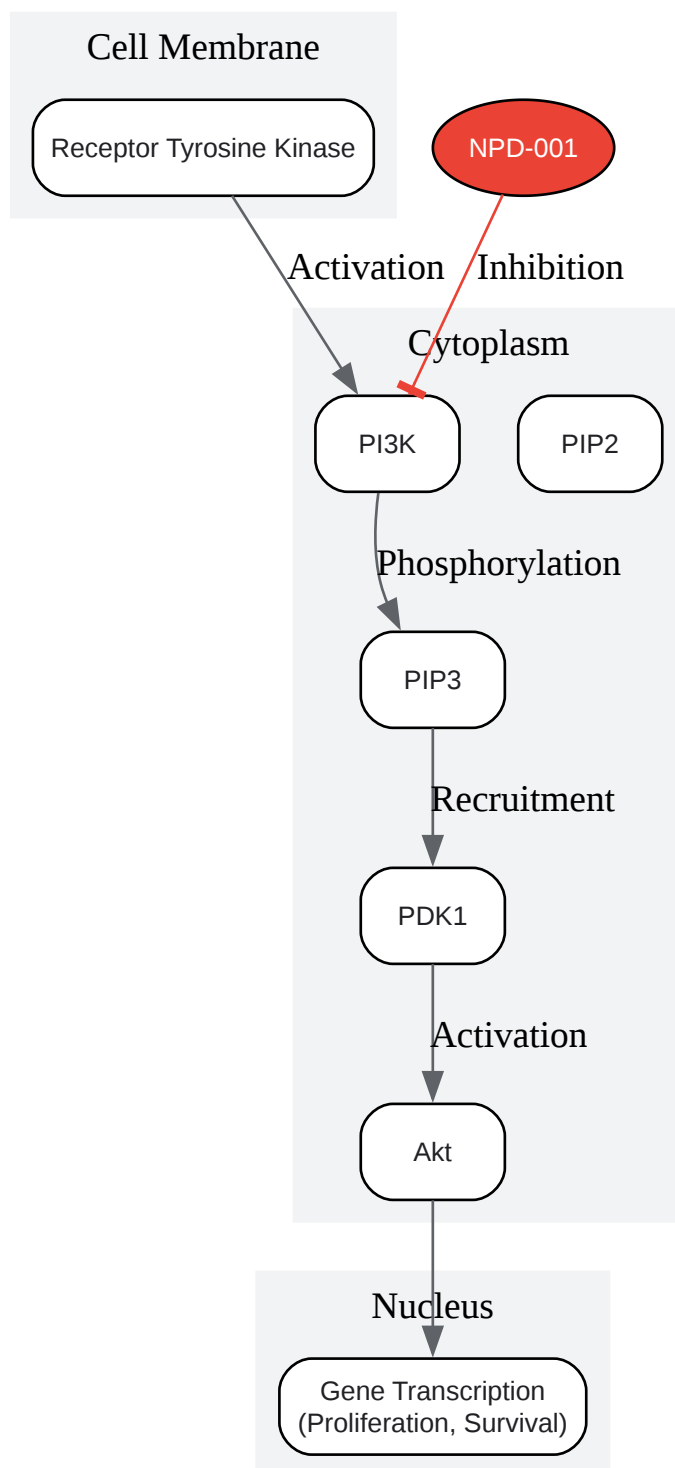 Cell Membrane
Receptor Tyrosine Kinase
NPD-001
Activation
Inhibition
Cytoplasm
PI3K
PIP2
Phosphorylation
PIP3
Recruitment
PDK1
Activation
Akt
Nucleus
Gene Transcription
(Proliferation, Survival)